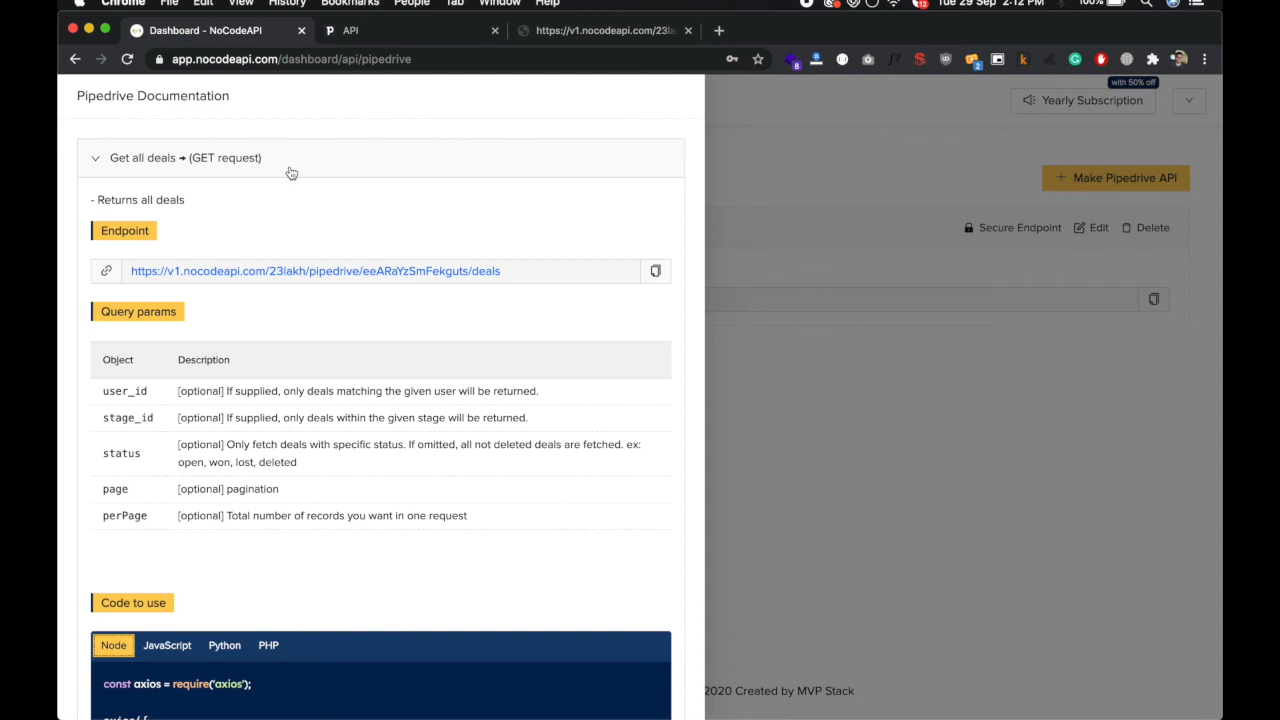 Chrome File Edit View History Bookmarks People Tab Window Help 12 Tue 29 Sep 2:12 PM 100%
Dashboard - NoCodeAPI API https://v1.nocodeapi.com/23la
app.nocodeapi.com/dashboard/api/pipedrive 8 2
Pipedrive Documentation
with 50% off
Yearly Subscription
Get all deals → (GET request)
+ Make Pipedrive API
- Returns all deals
Secure Endpoint Edit Delete
Endpoint
https://v1.nocodeapi.com/23lakh/pipedrive/eeARaYzSmFekguts/deals
Query params
Object Description
user_id [optional] If supplied, only deals matching the given user will be returned.
stage_id [optional] If supplied, only deals within the given stage will be returned.
status [optional] Only fetch deals with specific status. If omitted, all not deleted deals are fetched. ex:
open, won, lost, deleted
page [optional] pagination
perPage [optional] Total number of records you want in one request
Code to use
Node JavaScript Python PHP
const axios = require('axios');
2020 Created by MVP Stack
axios({